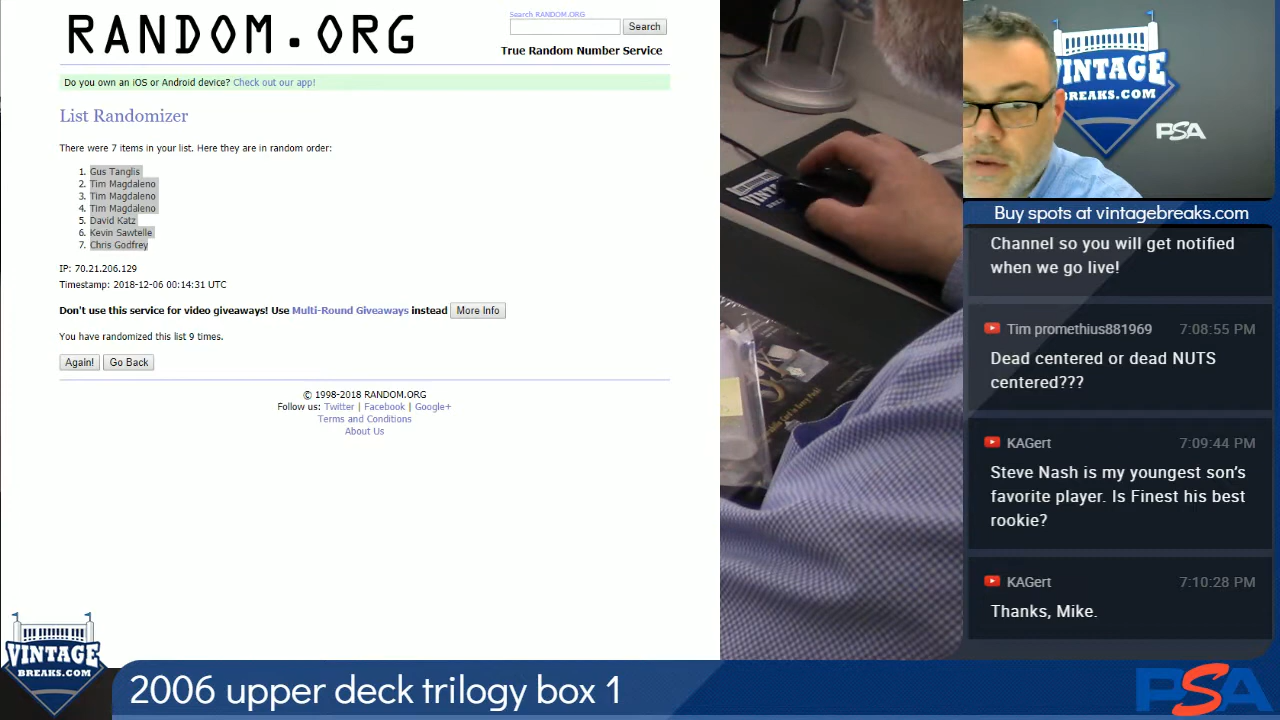 RANDOM.ORG
Search RANDOM.ORG
Search
True Random Number Service
Do you own an iOS or Android device? Check out our app!
List Randomizer
There were 7 items in your list. Here they are in random order:
1. Gus Tanglis
2. Tim Magdaleno
3. Tim Magdaleno
4. Tim Magdaleno
5. David Katz
6. Kevin Sawtelle
7. Chris Godfrey
IP: 70.21.206.129
Timestamp: 2018-12-06 00:14:31 UTC
Don't use this service for video giveaways! Use Multi-Round Giveaways instead More Info
You have randomized this list 9 times.
Again! Go Back
© 1998-2018 RANDOM.ORG
Follow us: Twitter | Facebook | Google+
Terms and Conditions
About Us
VINTAGE
BREAKS.COM
PSA
Buy spots at vintagebreaks.com
Channel so you will get notified
when we go live!
Tim promethius881969 7:08:55 PM
Dead centered or dead NUTS
centered???
KAGert 7:09:44 PM
Steve Nash is my youngest son's
favorite player. Is Finest his best
rookie?
KAGert 7:10:28 PM
Thanks, Mike.
VINTAGE
BREAKS.COM
2006 upper deck trilogy box 1
PSA